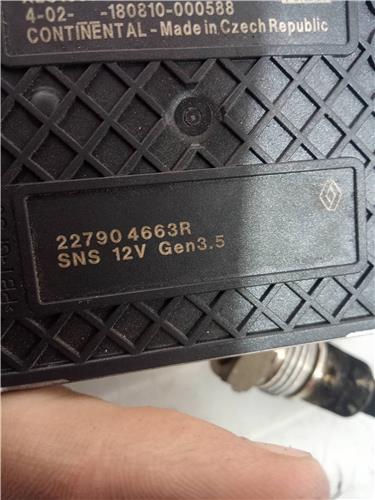 4-02- -180810-000588
CONTINENTAL - Made in Czech Republic
22790 4663R
SNS 12V Gen3.5